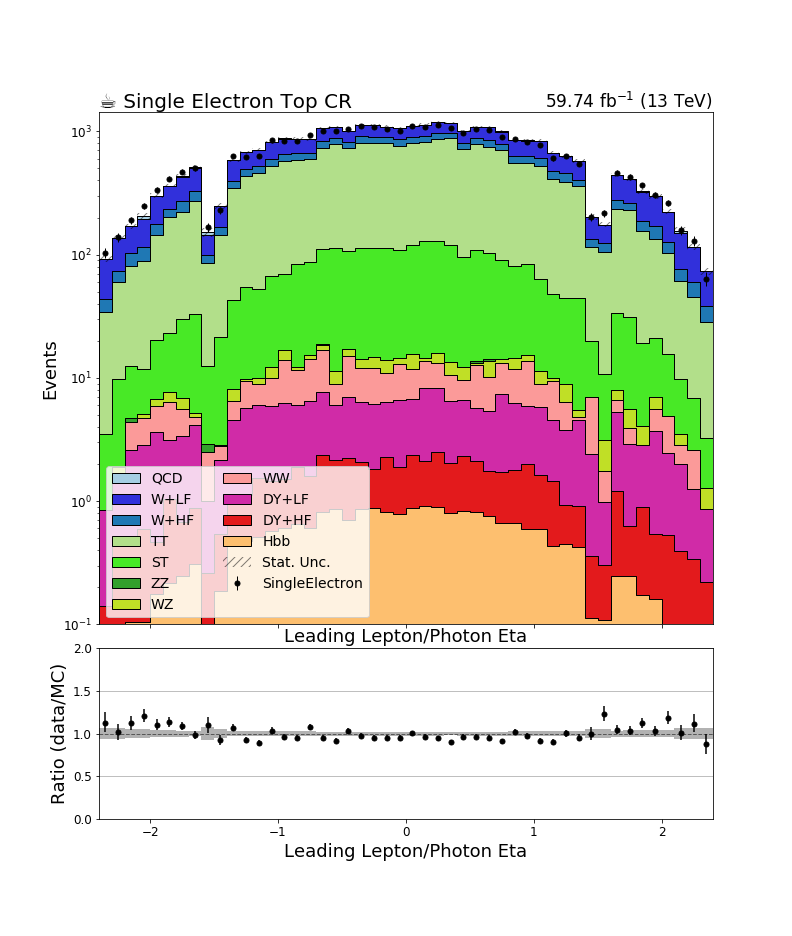 ☕ Single Electron Top CR
59.74 fb⁻¹ (13 TeV)
Events
10³
10²
10¹
10⁰
10⁻¹
QCD
W+LF
W+HF
TT
ST
ZZ
WZ
WW
DY+LF
DY+HF
Hbb
Stat. Unc.
SingleElectron
Leading Lepton/Photon Eta
Ratio (data/MC)
2.0
1.5
1.0
0.5
0.0
−2 −1 0 1 2
Leading Lepton/Photon Eta